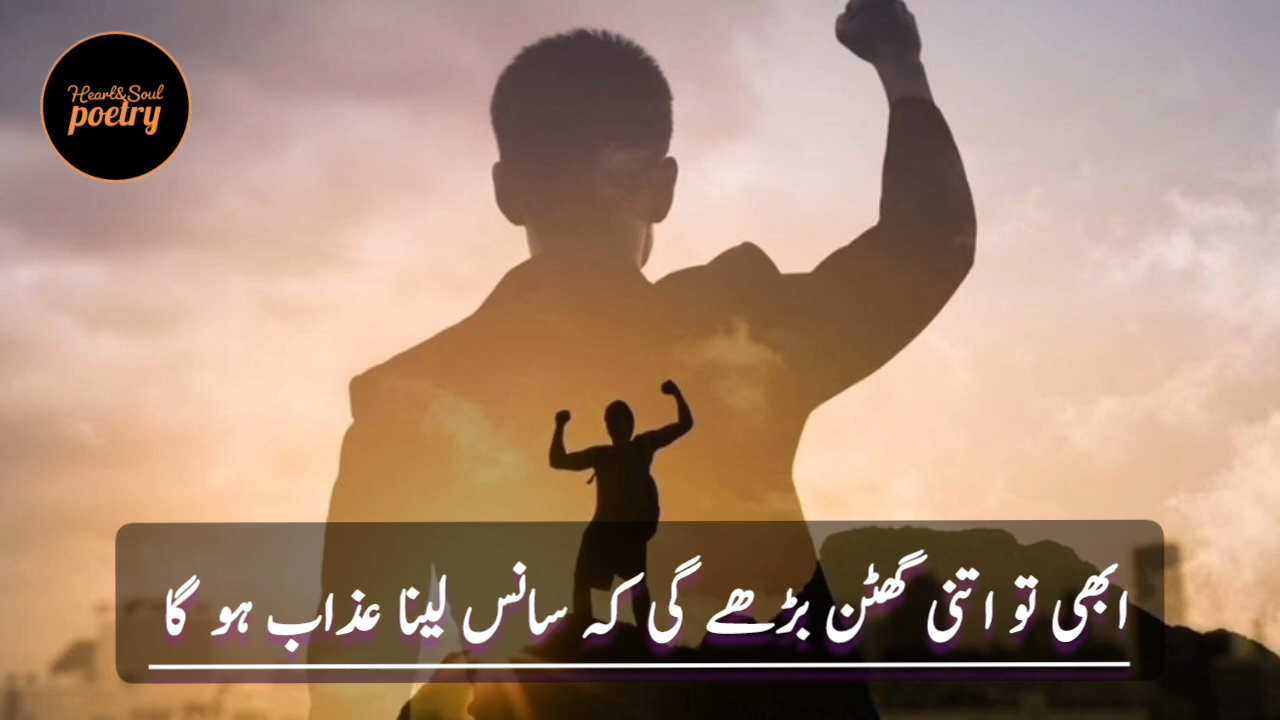 Heart&Soul
poetry
ابھی تو اتنی گھٹن بڑھے گی کہ سانس لینا عذاب ہو گا